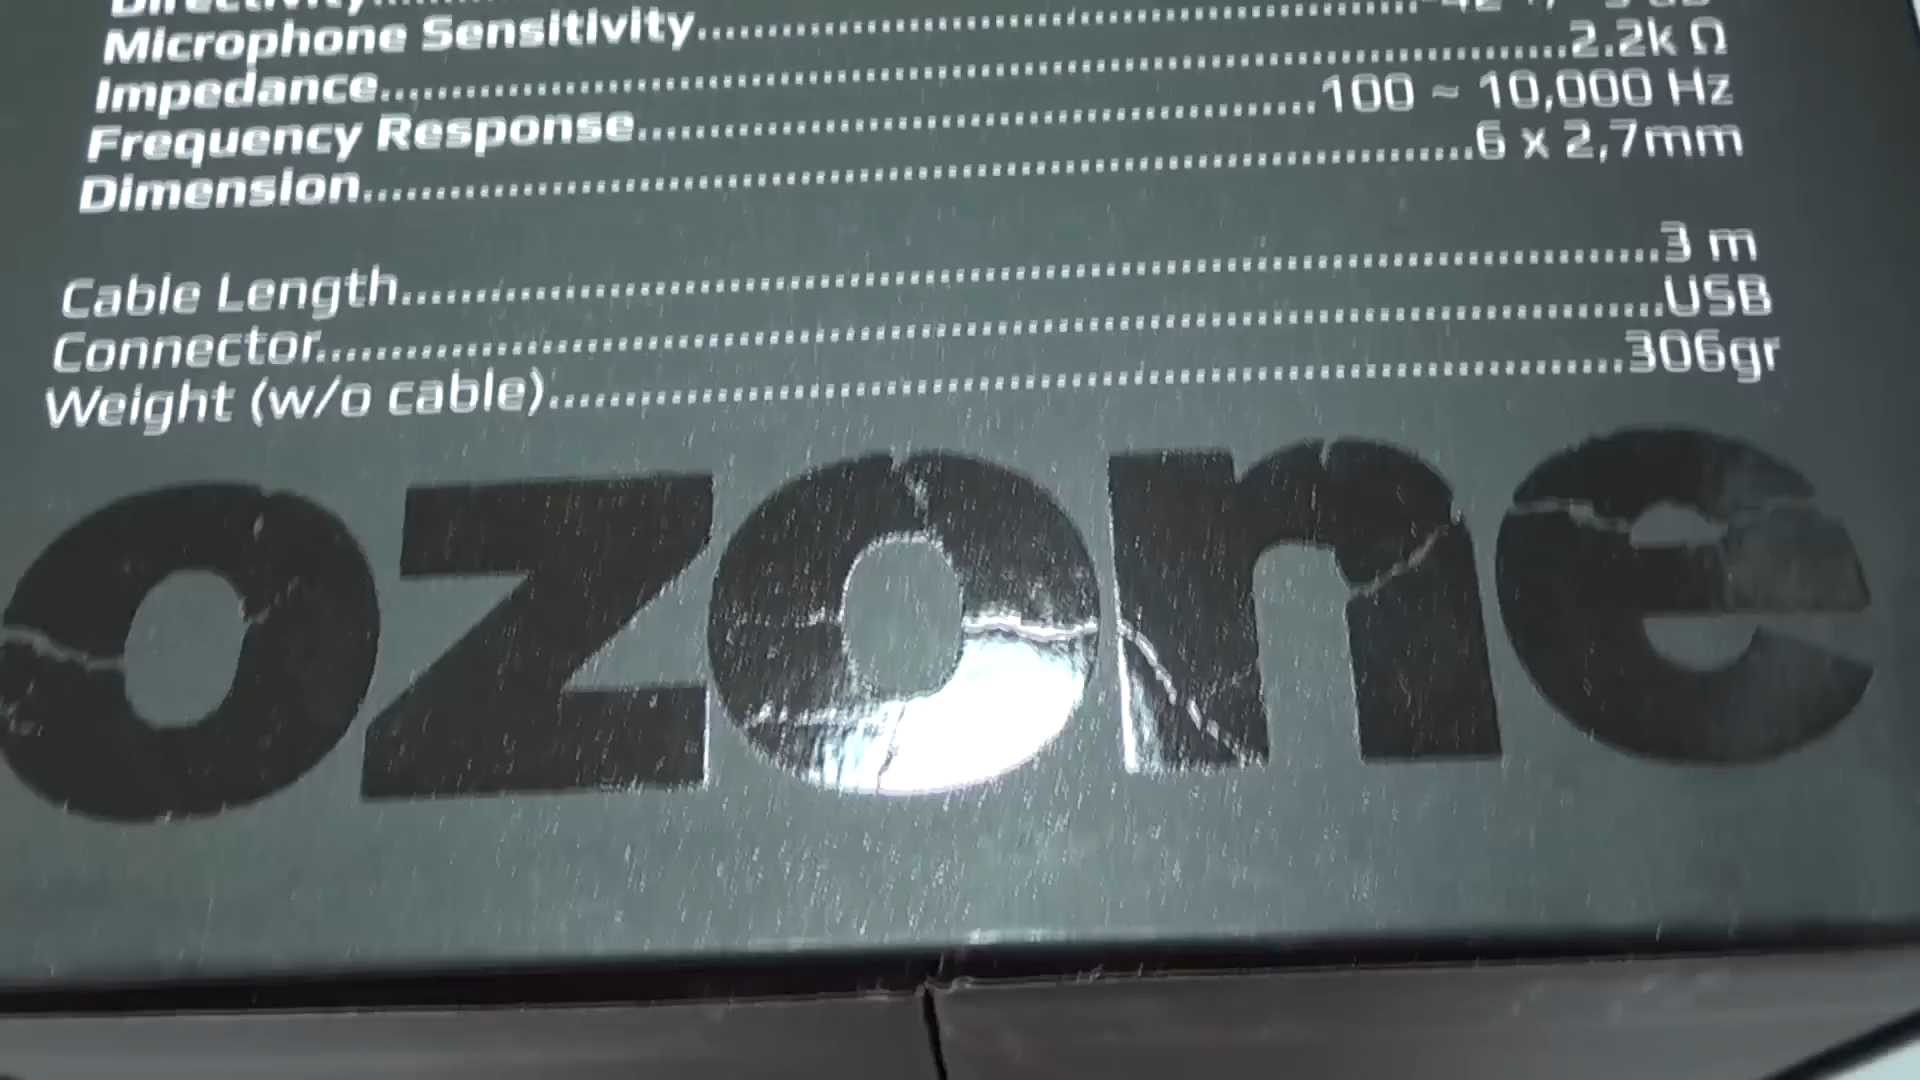 Directivity
Microphone Sensitivity
Impedance 2.2k Ω
Frequency Response 100 ~ 10,000 Hz
Dimension 6 x 2,7mm
Cable Length 3 m
Connector USB
Weight (w/o cable) 306gr
ozone